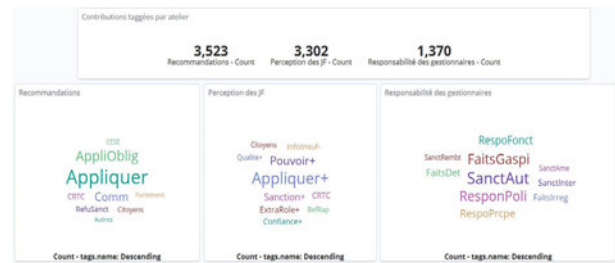 Contributions taggées par atelier
3,523 3,302 1,370
Recommandations - Count Perception des JF - Count Responsabilité des gestionnaires - Count
Recommandations
CESE
AppliOblig
Appliquer
CRTC Comm Parlement
RefuSanct Citoyens
Autres
Count - tags.name: Descending
Perception des JF
Citoyens InfoInsuf-
Qualite+ Pouvoir+
Appliquer+
Sanction+ CRTC
ExtraRole+ RefRap
Confiance+
Count - tags.name: Descending
Responsabilité des gestionnaires
RespoFonct
SanctRembt FaitsGaspi
FaitsDet SanctAut SanctAme
SanctInter
ResponPoli FaitsIrreg
RespoPrcpe
Count - tags.name: Descending